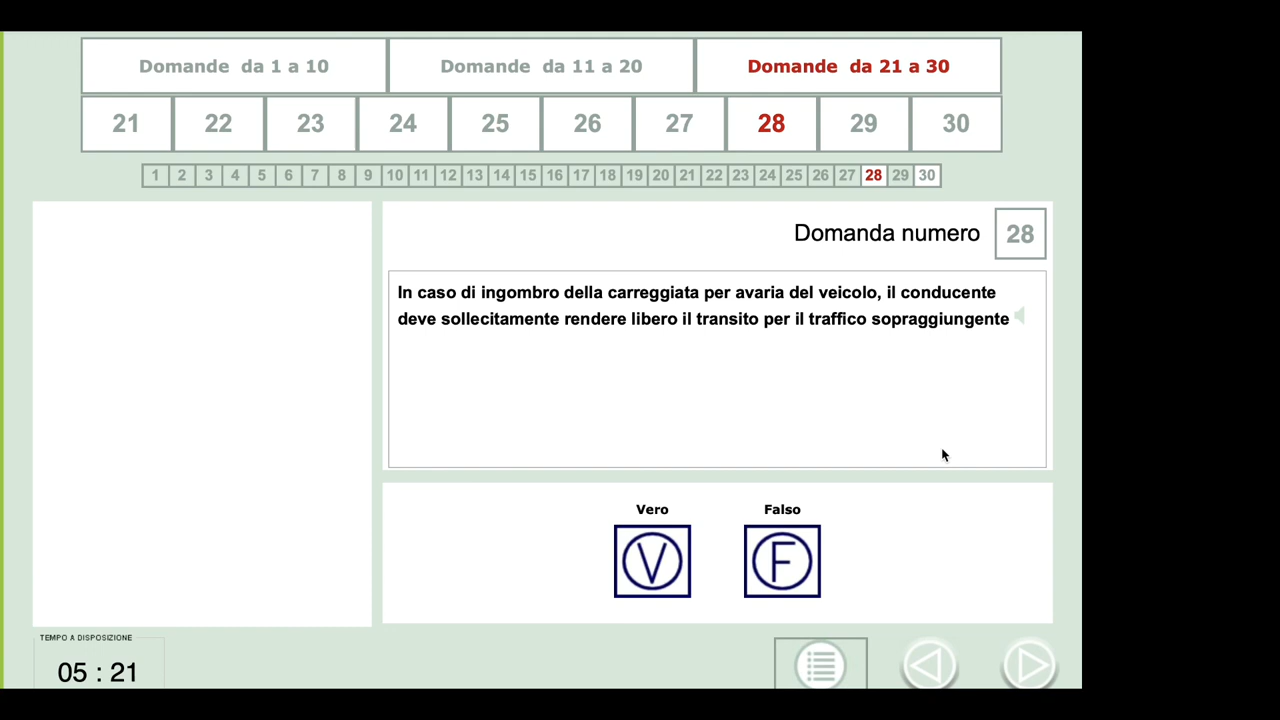 Domande da 1 a 10 Domande da 11 a 20 Domande da 21 a 30
21 22 23 24 25 26 27 28 29 30
1 2 3 4 5 6 7 8 9 10 11 12 13 14 15 16 17 18 19 20 21 22 23 24 25 26 27 28 29 30
Domanda numero 28
In caso di ingombro della carreggiata per avaria del veicolo, il conducente
deve sollecitamente rendere libero il transito per il traffico sopraggiungente
Vero Falso
V F
TEMPO A DISPOSIZIONE
05 : 21